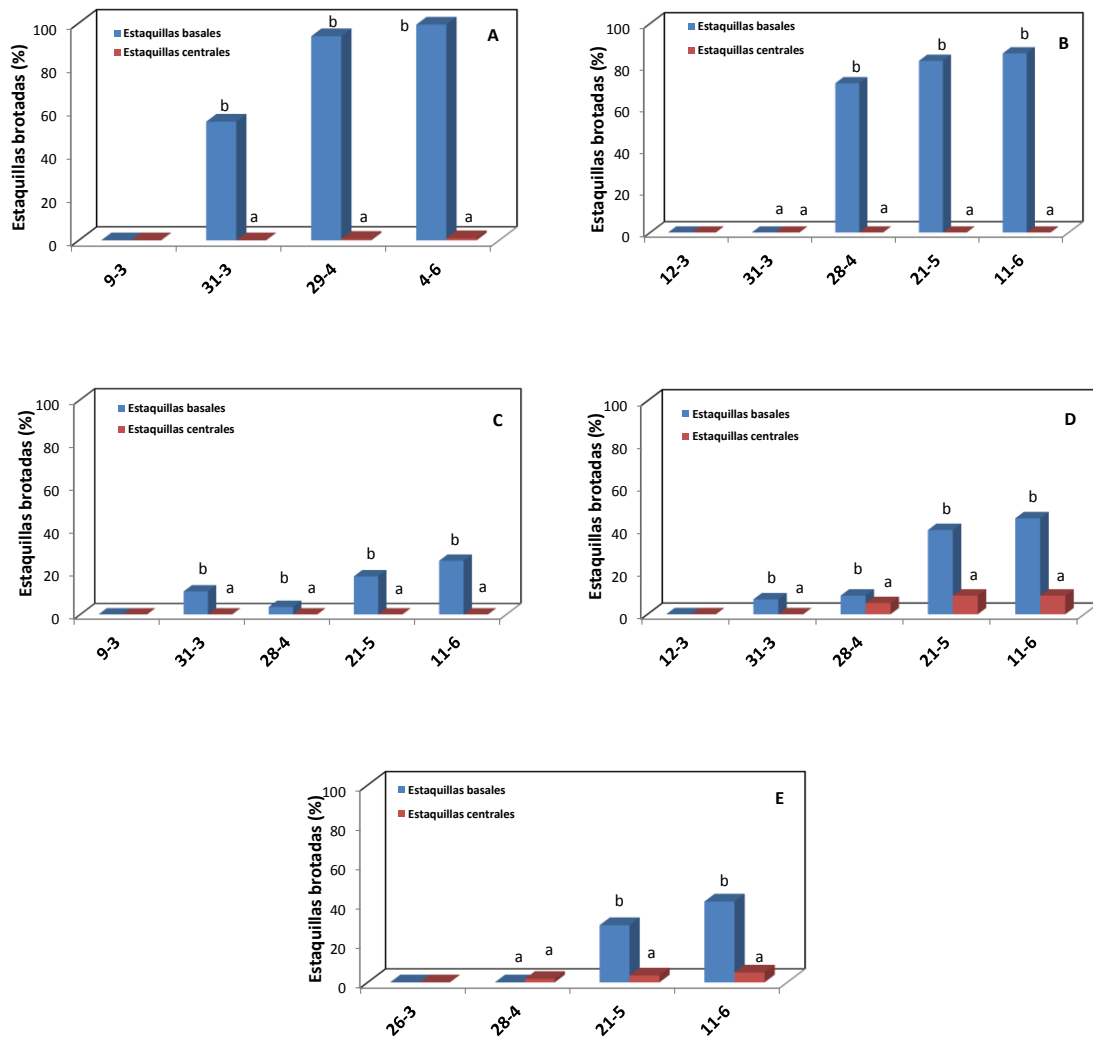 A
Estaquillas brotadas (%)
Estaquillas basales
Estaquillas centrales
100
80
60
40
20
0
b
b
b
a
a
a
9-3
31-3
29-4
4-6
B
Estaquillas brotadas (%)
Estaquillas basales
Estaquillas centrales
100
80
60
40
20
0
b
b
b
a
a
a
a
a
12-3
31-3
28-4
21-5
11-6
C
Estaquillas brotadas (%)
Estaquillas basales
Estaquillas centrales
100
80
60
40
20
0
b
a
b
a
b
a
b
a
9-3
31-3
28-4
21-5
11-6
D
Estaquillas brotadas (%)
Estaquillas basales
Estaquillas centrales
100
80
60
40
20
0
b
a
b
a
b
a
b
a
12-3
31-3
28-4
21-5
11-6
E
Estaquillas brotadas (%)
Estaquillas basales
Estaquillas centrales
100
80
60
40
20
0
a
a
b
a
b
a
26-3
28-4
21-5
11-6